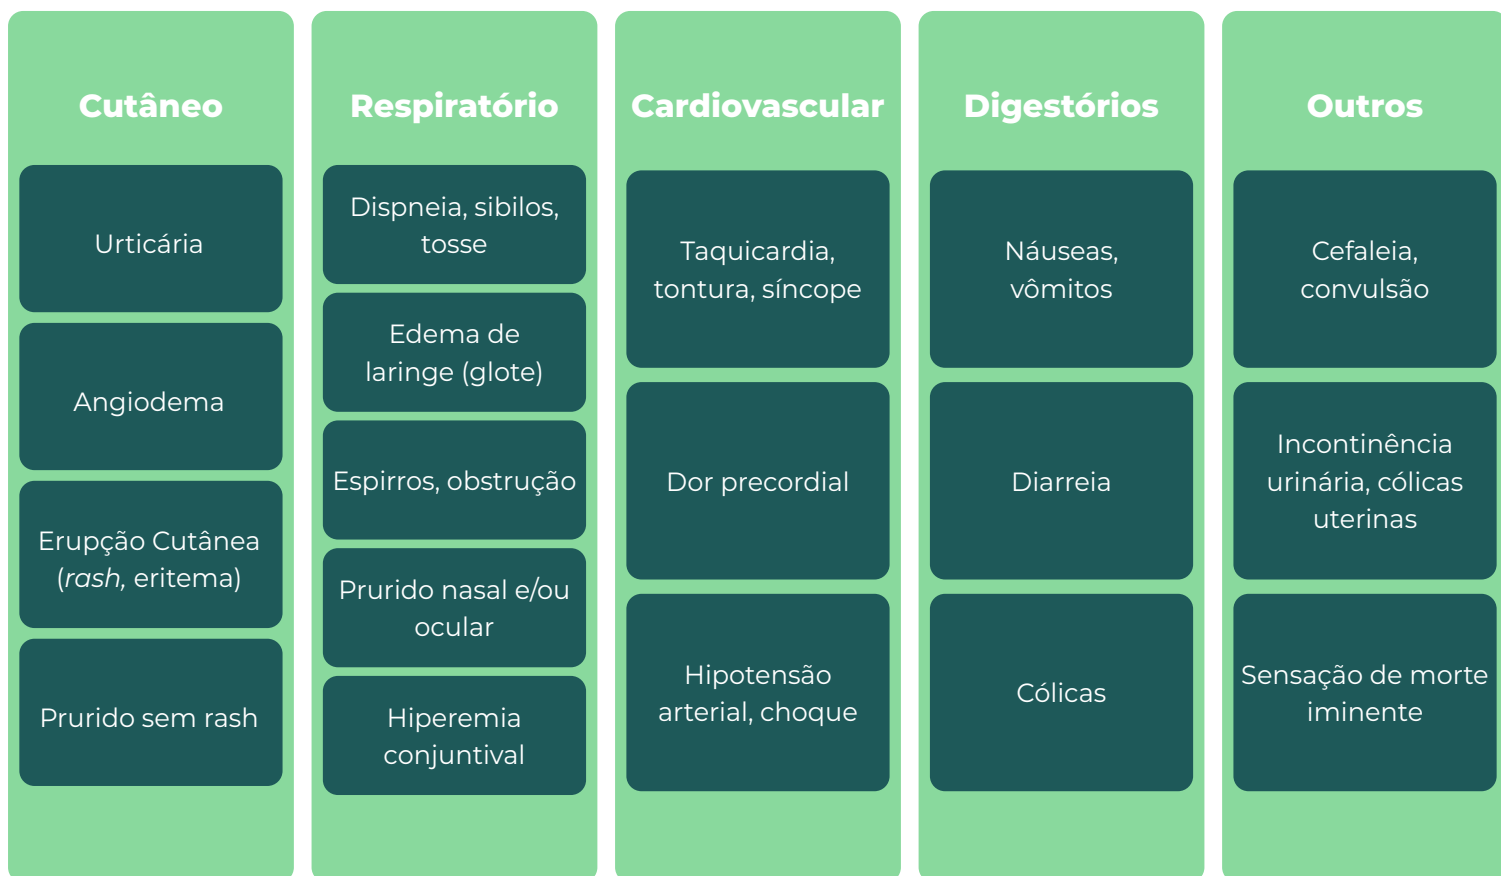 Cutâneo
Urticária
Angiodema
Erupção Cutânea
(rash, eritema)
Prurido sem rash
Respiratório
Dispneia, sibilos,
tosse
Edema de
laringe (glote)
Espirros, obstrução
Prurido nasal e/ou
ocular
Hiperemia
conjuntival
Cardiovascular
Taquicardia,
tontura, síncope
Dor precordial
Hipotensão
arterial, choque
Digestórios
Náuseas,
vômitos
Diarreia
Cólicas
Outros
Cefaleia,
convulsão
Incontinência
urinária, cólicas
uterinas
Sensação de morte
iminente